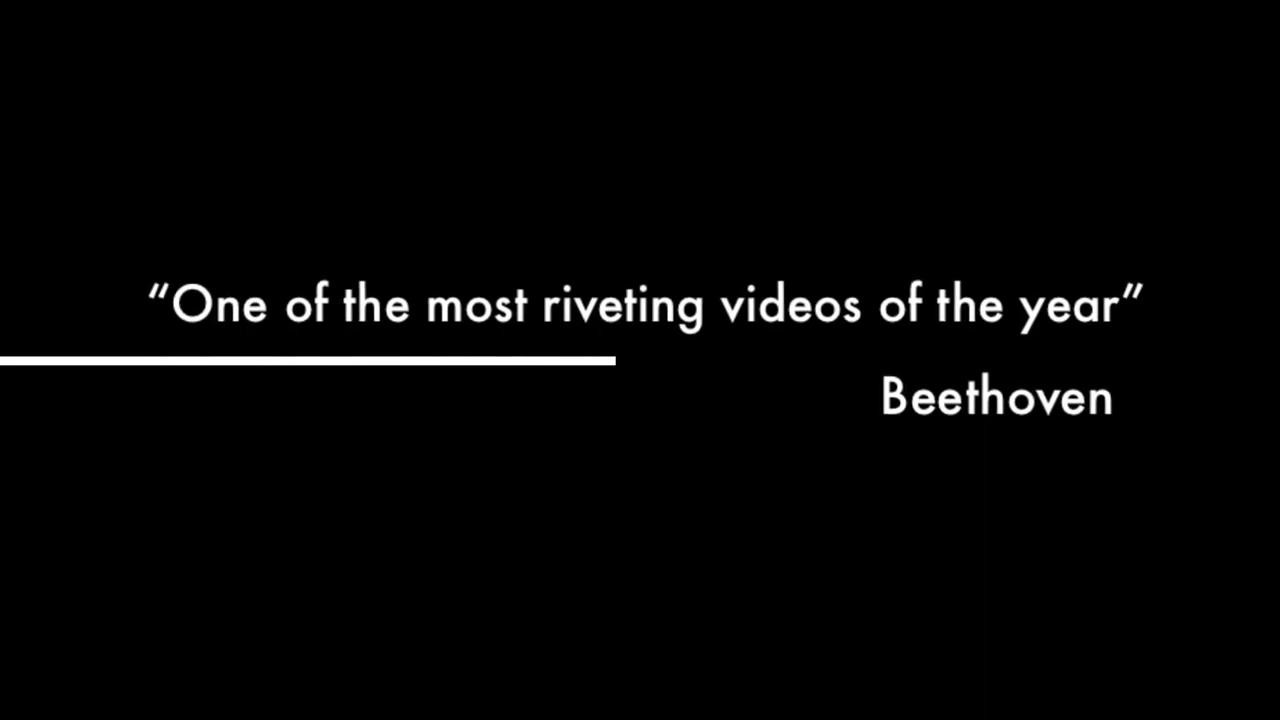 “One of the most riveting videos of the year”
Beethoven